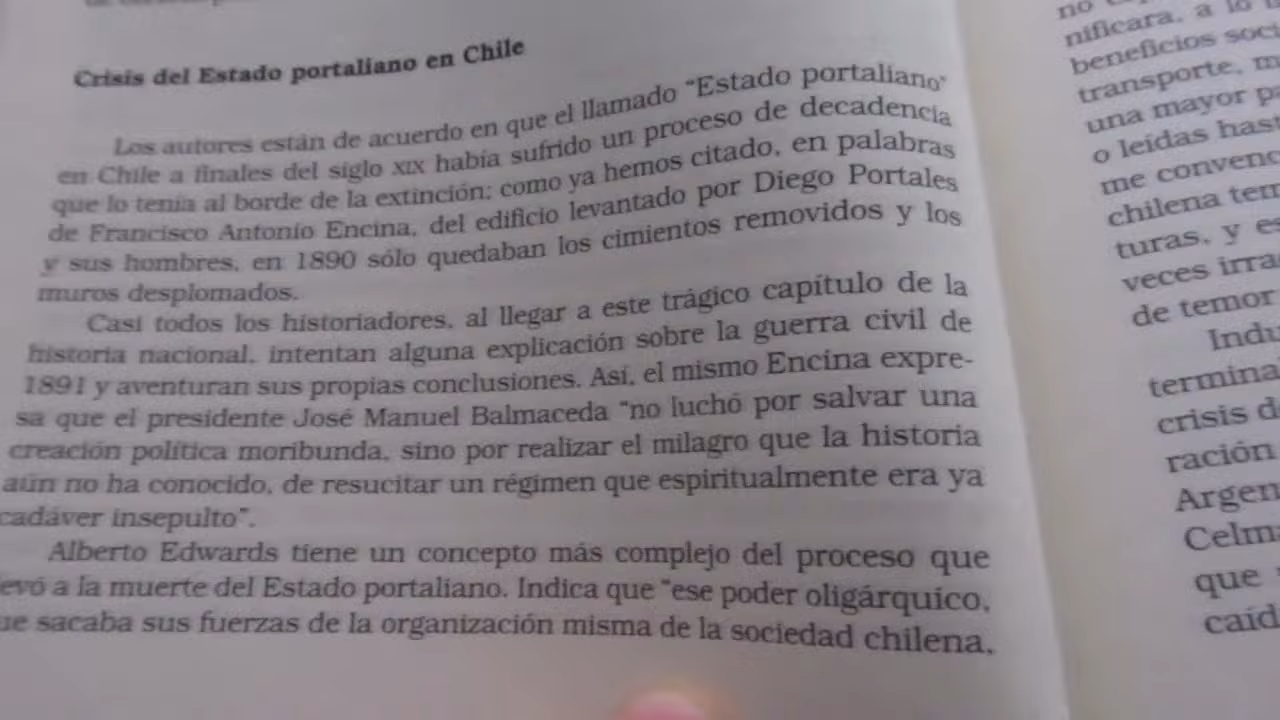 Crisis del Estado portaliano en Chile
Los autores están de acuerdo en que el llamado “Estado portaliano”
en Chile a finales del siglo XIX había sufrido un proceso de decadencia
que lo tenía al borde de la extinción; como ya hemos citado, en palabras
de Francisco Antonio Encina, del edificio levantado por Diego Portales
y sus hombres, en 1890 sólo quedaban los cimientos removidos y los
muros desplomados.
Casi todos los historiadores, al llegar a este trágico capítulo de la
historia nacional, intentan alguna explicación sobre la guerra civil de
1891 y aventuran sus propias conclusiones. Así, el mismo Encina expre-
sa que el presidente José Manuel Balmaceda “no luchó por salvar una
creación política moribunda, sino por realizar el milagro que la historia
aún no ha conocido, de resucitar un régimen que espiritualmente era ya
cadáver insepulto”.
Alberto Edwards tiene un concepto más complejo del proceso que
evó a la muerte del Estado portaliano. Indica que “ese poder oligárquico,
ue sacaba sus fuerzas de la organización misma de la sociedad chilena,
no
nificara, a lo
beneficios soci
transporte, m
una mayor pa
o leídas hast
me convenc
chilena tem
turas, y es
veces irra
de temor
Indu
termina
crisis d
ración
Argen
Celm
que
caíd